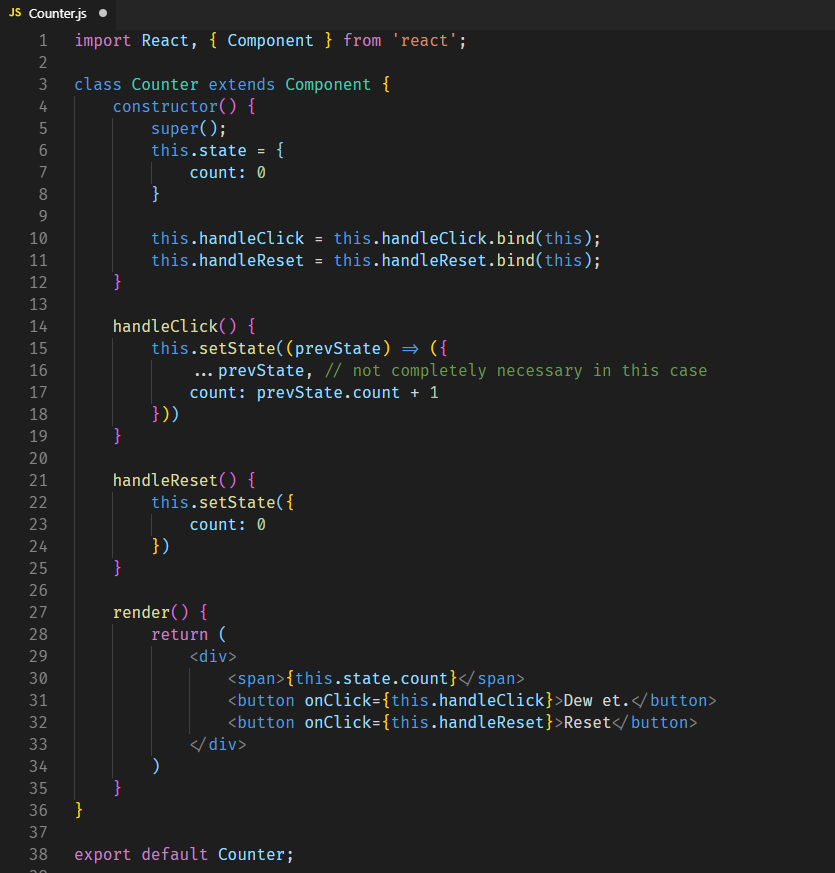 JS Counter.js ●
1 import React, { Component } from 'react';
2
3 class Counter extends Component {
4     constructor() {
5         super();
6         this.state = {
7             count: 0
8         }
9
10         this.handleClick = this.handleClick.bind(this);
11         this.handleReset = this.handleReset.bind(this);
12     }
13
14     handleClick() {
15         this.setState((prevState) => ({
16             ...prevState, // not completely necessary in this case
17             count: prevState.count + 1
18         }))
19     }
20
21     handleReset() {
22         this.setState({
23             count: 0
24         })
25     }
26
27     render() {
28         return (
29             <div>
30                 <span>{this.state.count}</span>
31                 <button onClick={this.handleClick}>Dew et.</button>
32                 <button onClick={this.handleReset}>Reset</button>
33             </div>
34         )
35     }
36 }
37
38 export default Counter;